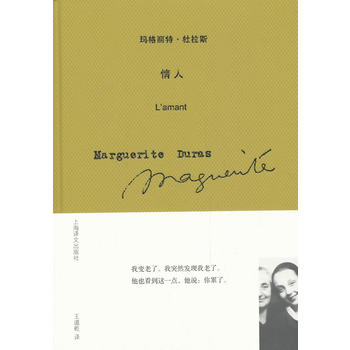 玛格丽特·杜拉斯
情人
L'amant
Marguerite Duras
Marguerite
上海译文出版社
我变老了。我突然发现我老了。
他也看到这一点，他说：你累了。
王道乾 译